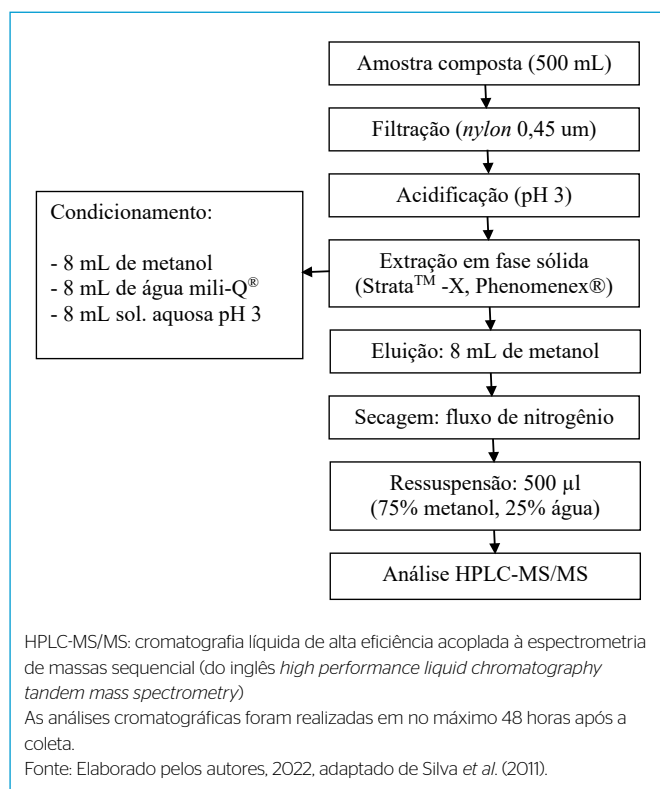 Amostra composta (500 mL)
Filtração (nylon 0,45 um)
Acidificação (pH 3)
Condicionamento:
- 8 mL de metanol
- 8 mL de água mili-Q®
- 8 mL sol. aquosa pH 3
Extração em fase sólida
(Strata™ -X, Phenomenex®)
Eluição: 8 mL de metanol
Secagem: fluxo de nitrogênio
Ressuspensão: 500 µl
(75% metanol, 25% água)
Análise HPLC-MS/MS
HPLC-MS/MS: cromatografia líquida de alta eficiência acoplada à espectrometria
de massas sequencial (do inglês high performance liquid chromatography
tandem mass spectrometry)
As análises cromatográficas foram realizadas em no máximo 48 horas após a
coleta.
Fonte: Elaborado pelos autores, 2022, adaptado de Silva et al. (2011).